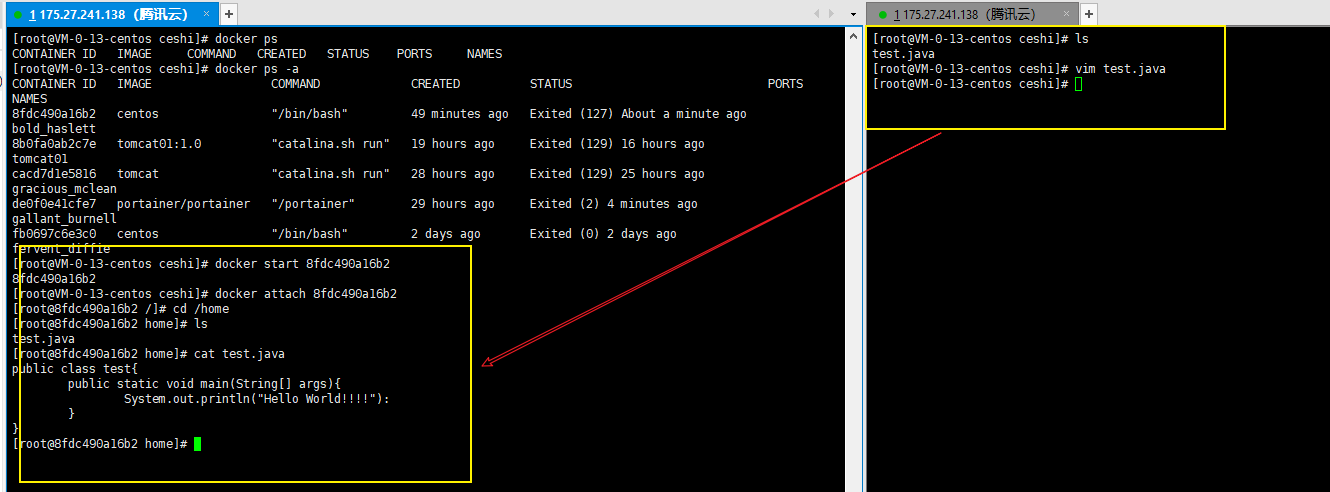 1 175.27.241.138（腾讯云）
[root@VM-0-13-centos ceshi]# docker ps
CONTAINER ID   IMAGE     COMMAND   CREATED   STATUS    PORTS     NAMES
[root@VM-0-13-centos ceshi]# docker ps -a
CONTAINER ID   IMAGE                 COMMAND             CREATED          STATUS                            PORTS
NAMES
8fdc490a16b2   centos                "/bin/bash"         49 minutes ago   Exited (127) About a minute ago
bold_haslett
8b0fa0ab2c7e   tomcat01:1.0          "catalina.sh run"   19 hours ago     Exited (129) 16 hours ago
tomcat01
cacd7d1e5816   tomcat                "catalina.sh run"   28 hours ago     Exited (129) 25 hours ago
gracious_mclean
de0f0e41cfe7   portainer/portainer   "/portainer"        29 hours ago     Exited (2) 4 minutes ago
gallant_burnell
fb0697c6e3c0   centos                "/bin/bash"         2 days ago       Exited (0) 2 days ago
fervent_diffie
[root@VM-0-13-centos ceshi]# docker start 8fdc490a16b2
8fdc490a16b2
[root@VM-0-13-centos ceshi]# docker attach 8fdc490a16b2
[root@8fdc490a16b2 /]# cd /home
[root@8fdc490a16b2 home]# ls
test.java
[root@8fdc490a16b2 home]# cat test.java
public class test{
        public static void main(String[] args){
                System.out.println("Hello World!!!!"):
        }
}
[root@8fdc490a16b2 home]#
1 175.27.241.138（腾讯云）
[root@VM-0-13-centos ceshi]# ls
test.java
[root@VM-0-13-centos ceshi]# vim test.java
[root@VM-0-13-centos ceshi]#